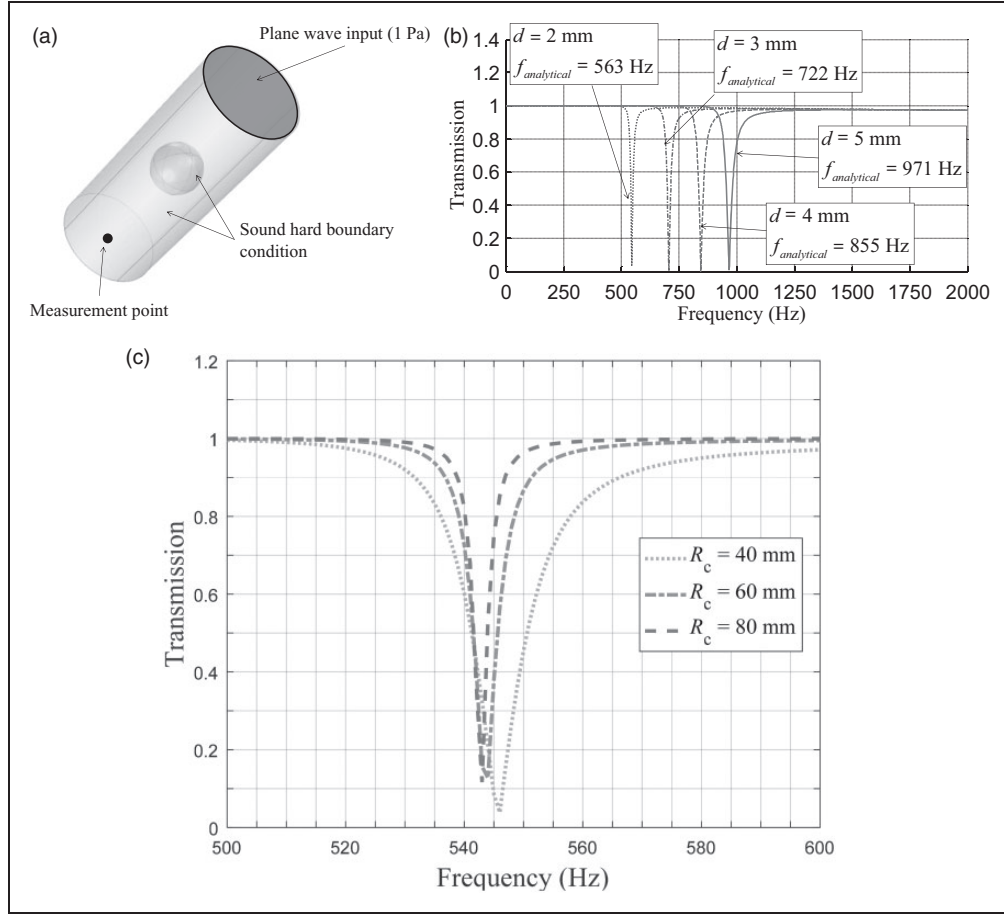 (a)
Plane wave input (1 Pa)
Sound hard boundary
condition
Measurement point
(b)
1.4
1.2
1
0.8
0.6
0.4
0.2
0
Transmission
d = 2 mm
f_analytical = 563 Hz
d = 3 mm
f_analytical = 722 Hz
d = 5 mm
f_analytical = 971 Hz
d = 4 mm
f_analytical = 855 Hz
0 250 500 750 1000 1250 1500 1750 2000
Frequency (Hz)
(c)
1.2
1
0.8
0.6
0.4
0.2
0
Transmission
R_c = 40 mm
R_c = 60 mm
R_c = 80 mm
500 520 540 560 580 600
Frequency (Hz)